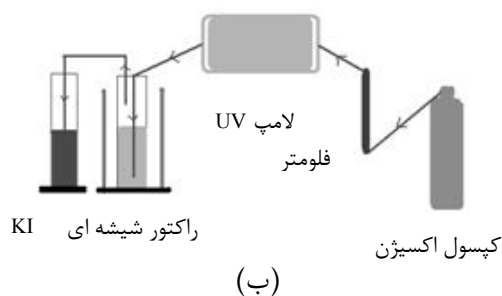 لامپ UV
فلومتر
کپسول اکسیژن
راکتور شیشه ای
KI
(ب)